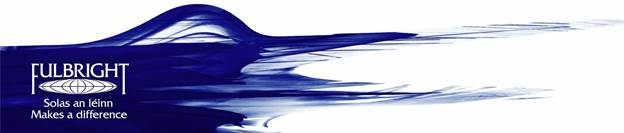 FULBRIGHT
Solas an léinn
Makes a difference